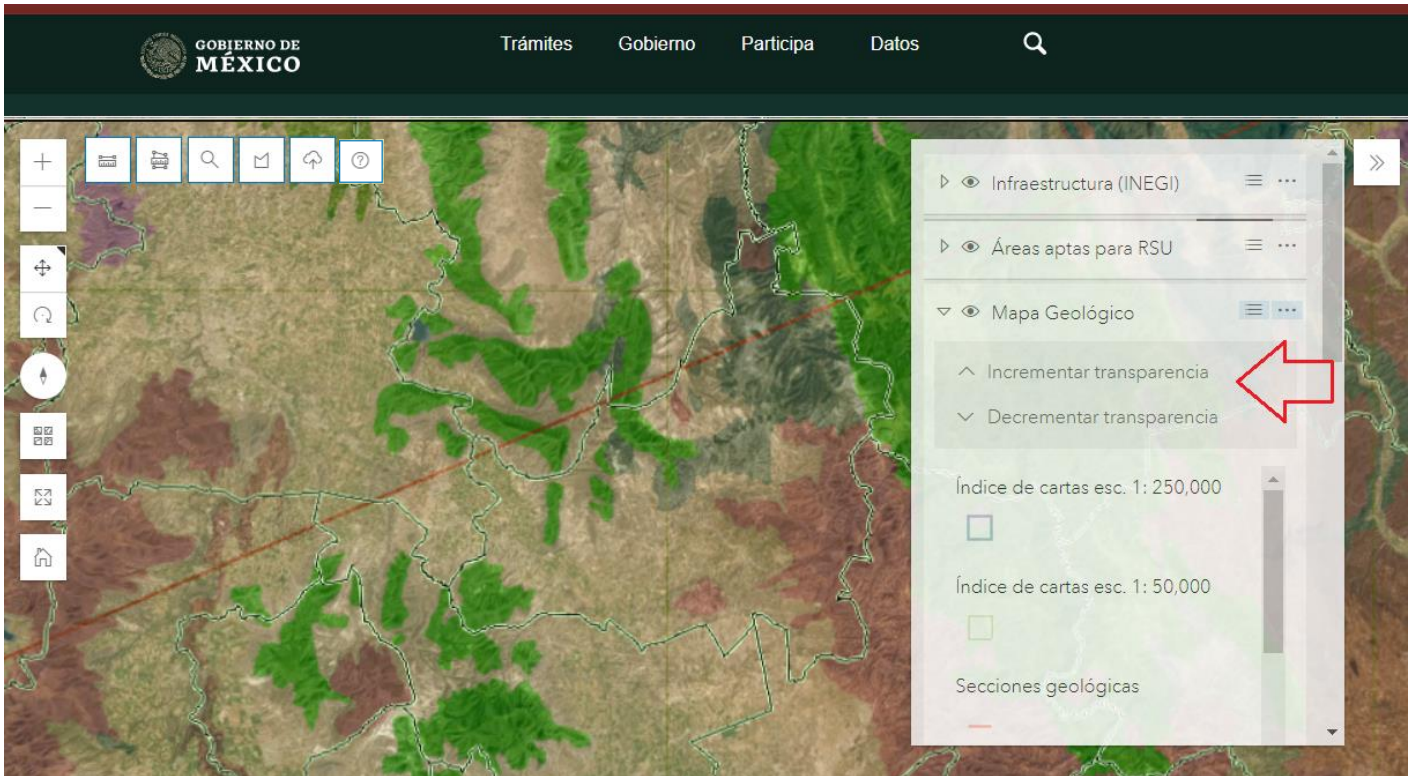 GOBIERNO DE
MÉXICO
Trámites Gobierno Participa Datos
Infraestructura (INEGI)
Áreas aptas para RSU
Mapa Geológico
Incrementar transparencia
Decrementar transparencia
Índice de cartas esc. 1: 250,000
Índice de cartas esc. 1: 50,000
Secciones geológicas